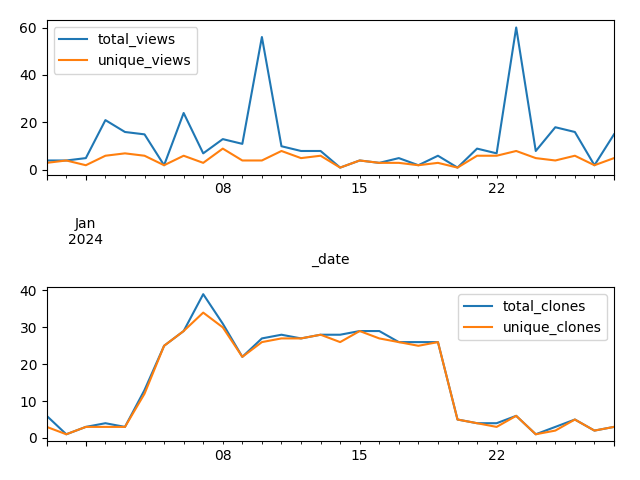 60
40
20
0
total_views
unique_views
08
15
22
Jan
2024
_date
40
30
20
10
0
total_clones
unique_clones
08
15
22